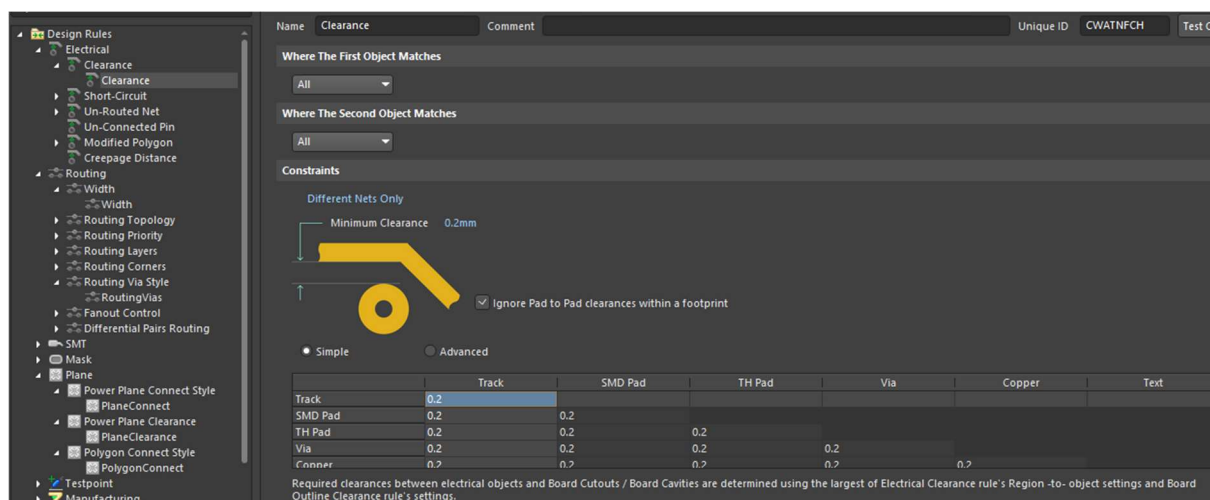 Name Clearance Comment Unique ID CWATNFCH Test
Design Rules
Electrical
Clearance
Clearance
Short-Circuit
Un-Routed Net
Un-Connected Pin
Modified Polygon
Creepage Distance
Routing
Width
Width
Routing Topology
Routing Priority
Routing Layers
Routing Corners
Routing Via Style
RoutingVias
Fanout Control
Differential Pairs Routing
SMT
Mask
Plane
Power Plane Connect Style
PlaneConnect
Power Plane Clearance
PlaneClearance
Polygon Connect Style
PolygonConnect
Testpoint
Manufacturing
Where The First Object Matches
All
Where The Second Object Matches
All
Constraints
Different Nets Only
Minimum Clearance 0.2mm
Ignore Pad to Pad clearances within a footprint
Simple Advanced
Track SMD Pad TH Pad Via Copper Text
Track 0.2
SMD Pad 0.2 0.2
TH Pad 0.2 0.2 0.2
Via 0.2 0.2 0.2 0.2
Copper 0.2 0.2 0.2 0.2 0.2
Required clearances between electrical objects and Board Cutouts / Board Cavities are determined using the largest of Electrical Clearance rule's Region -to- object settings and Board
Outline Clearance rule's settings.